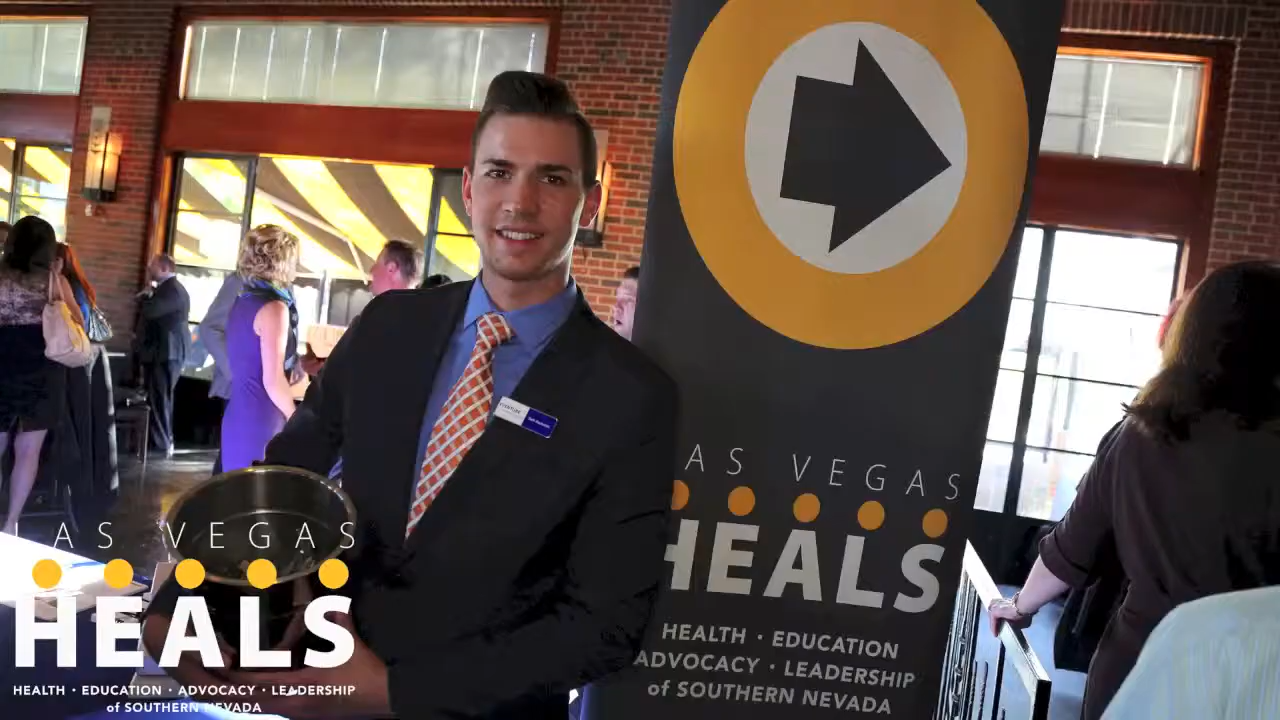 LAS VEGAS
HEALS
HEALTH · EDUCATION
ADVOCACY · LEADERSHIP
of SOUTHERN NEVADA
LAS VEGAS
HEALS
HEALTH · EDUCATION · ADVOCACY · LEADERSHIP
of SOUTHERN NEVADA